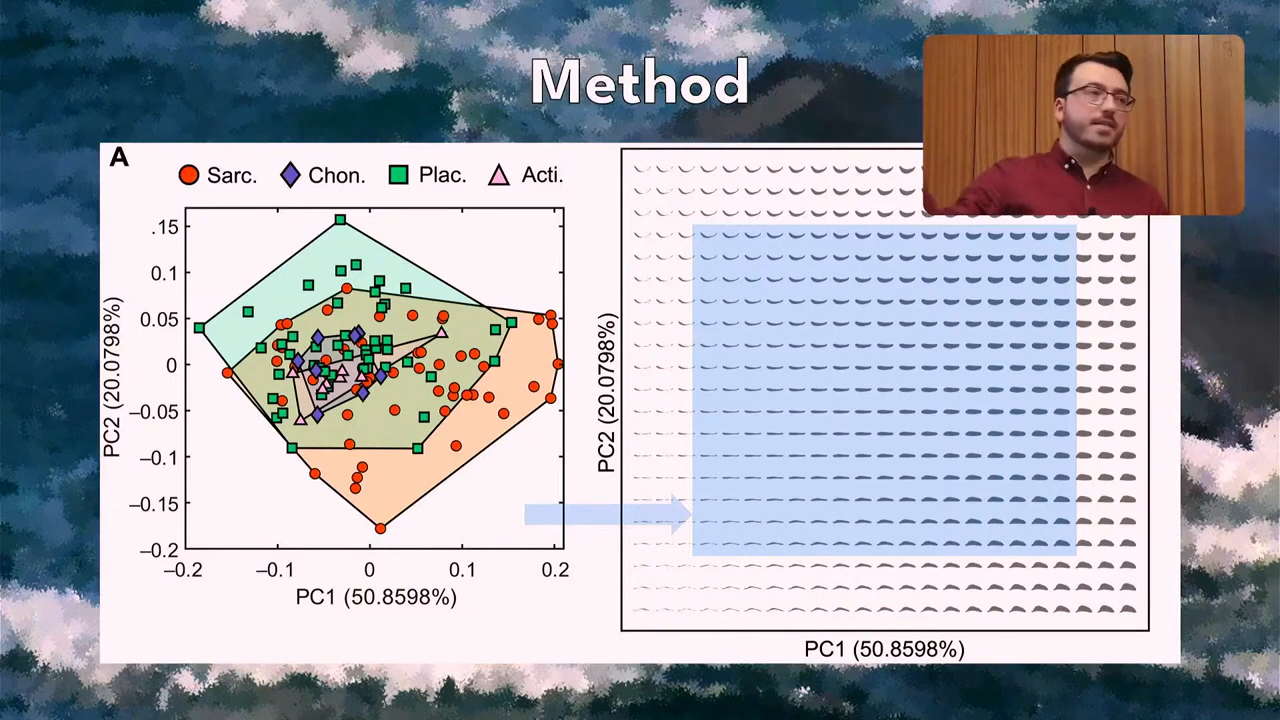 Method
A
Sarc. Chon. Plac. Acti.
.15
0.1
0.05
0
–0.05
–0.1
–0.15
–0.2
PC2 (20.0798%)
–0.2 –0.1 0 0.1 0.2
PC1 (50.8598%)
PC2 (20.0798%)
PC1 (50.8598%)